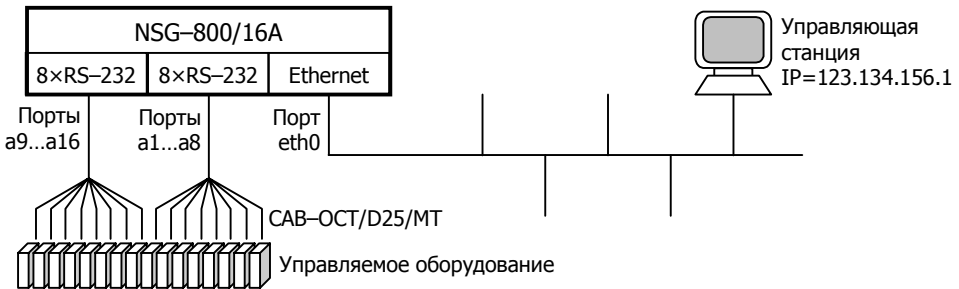 NSG–800/16A
8×RS–232 8×RS–232 Ethernet
Порты
a9...a16
Порты
a1...a8
Порт
eth0
Управляющая
станция
IP=123.134.156.1
CAB–OCT/D25/MT
Управляемое оборудование